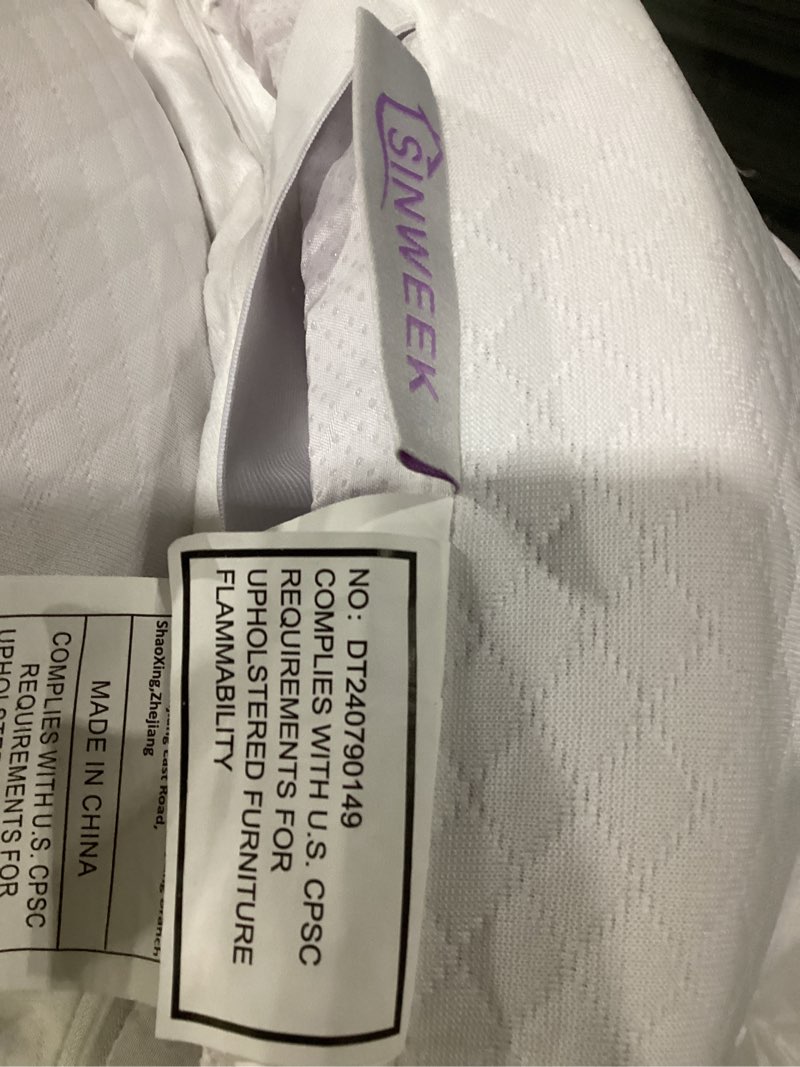 SINWEEK
NO: DT240790149
COMPLIES WITH U.S. CPSC
REQUIREMENTS FOR
UPHOLSTERED FURNITURE
FLAMMABILITY
East Road,
ShaoXing,Zhejiang
MADE IN CHINA
COMPLIES WITH U.S. CPSC
REQUIREMENTS FOR